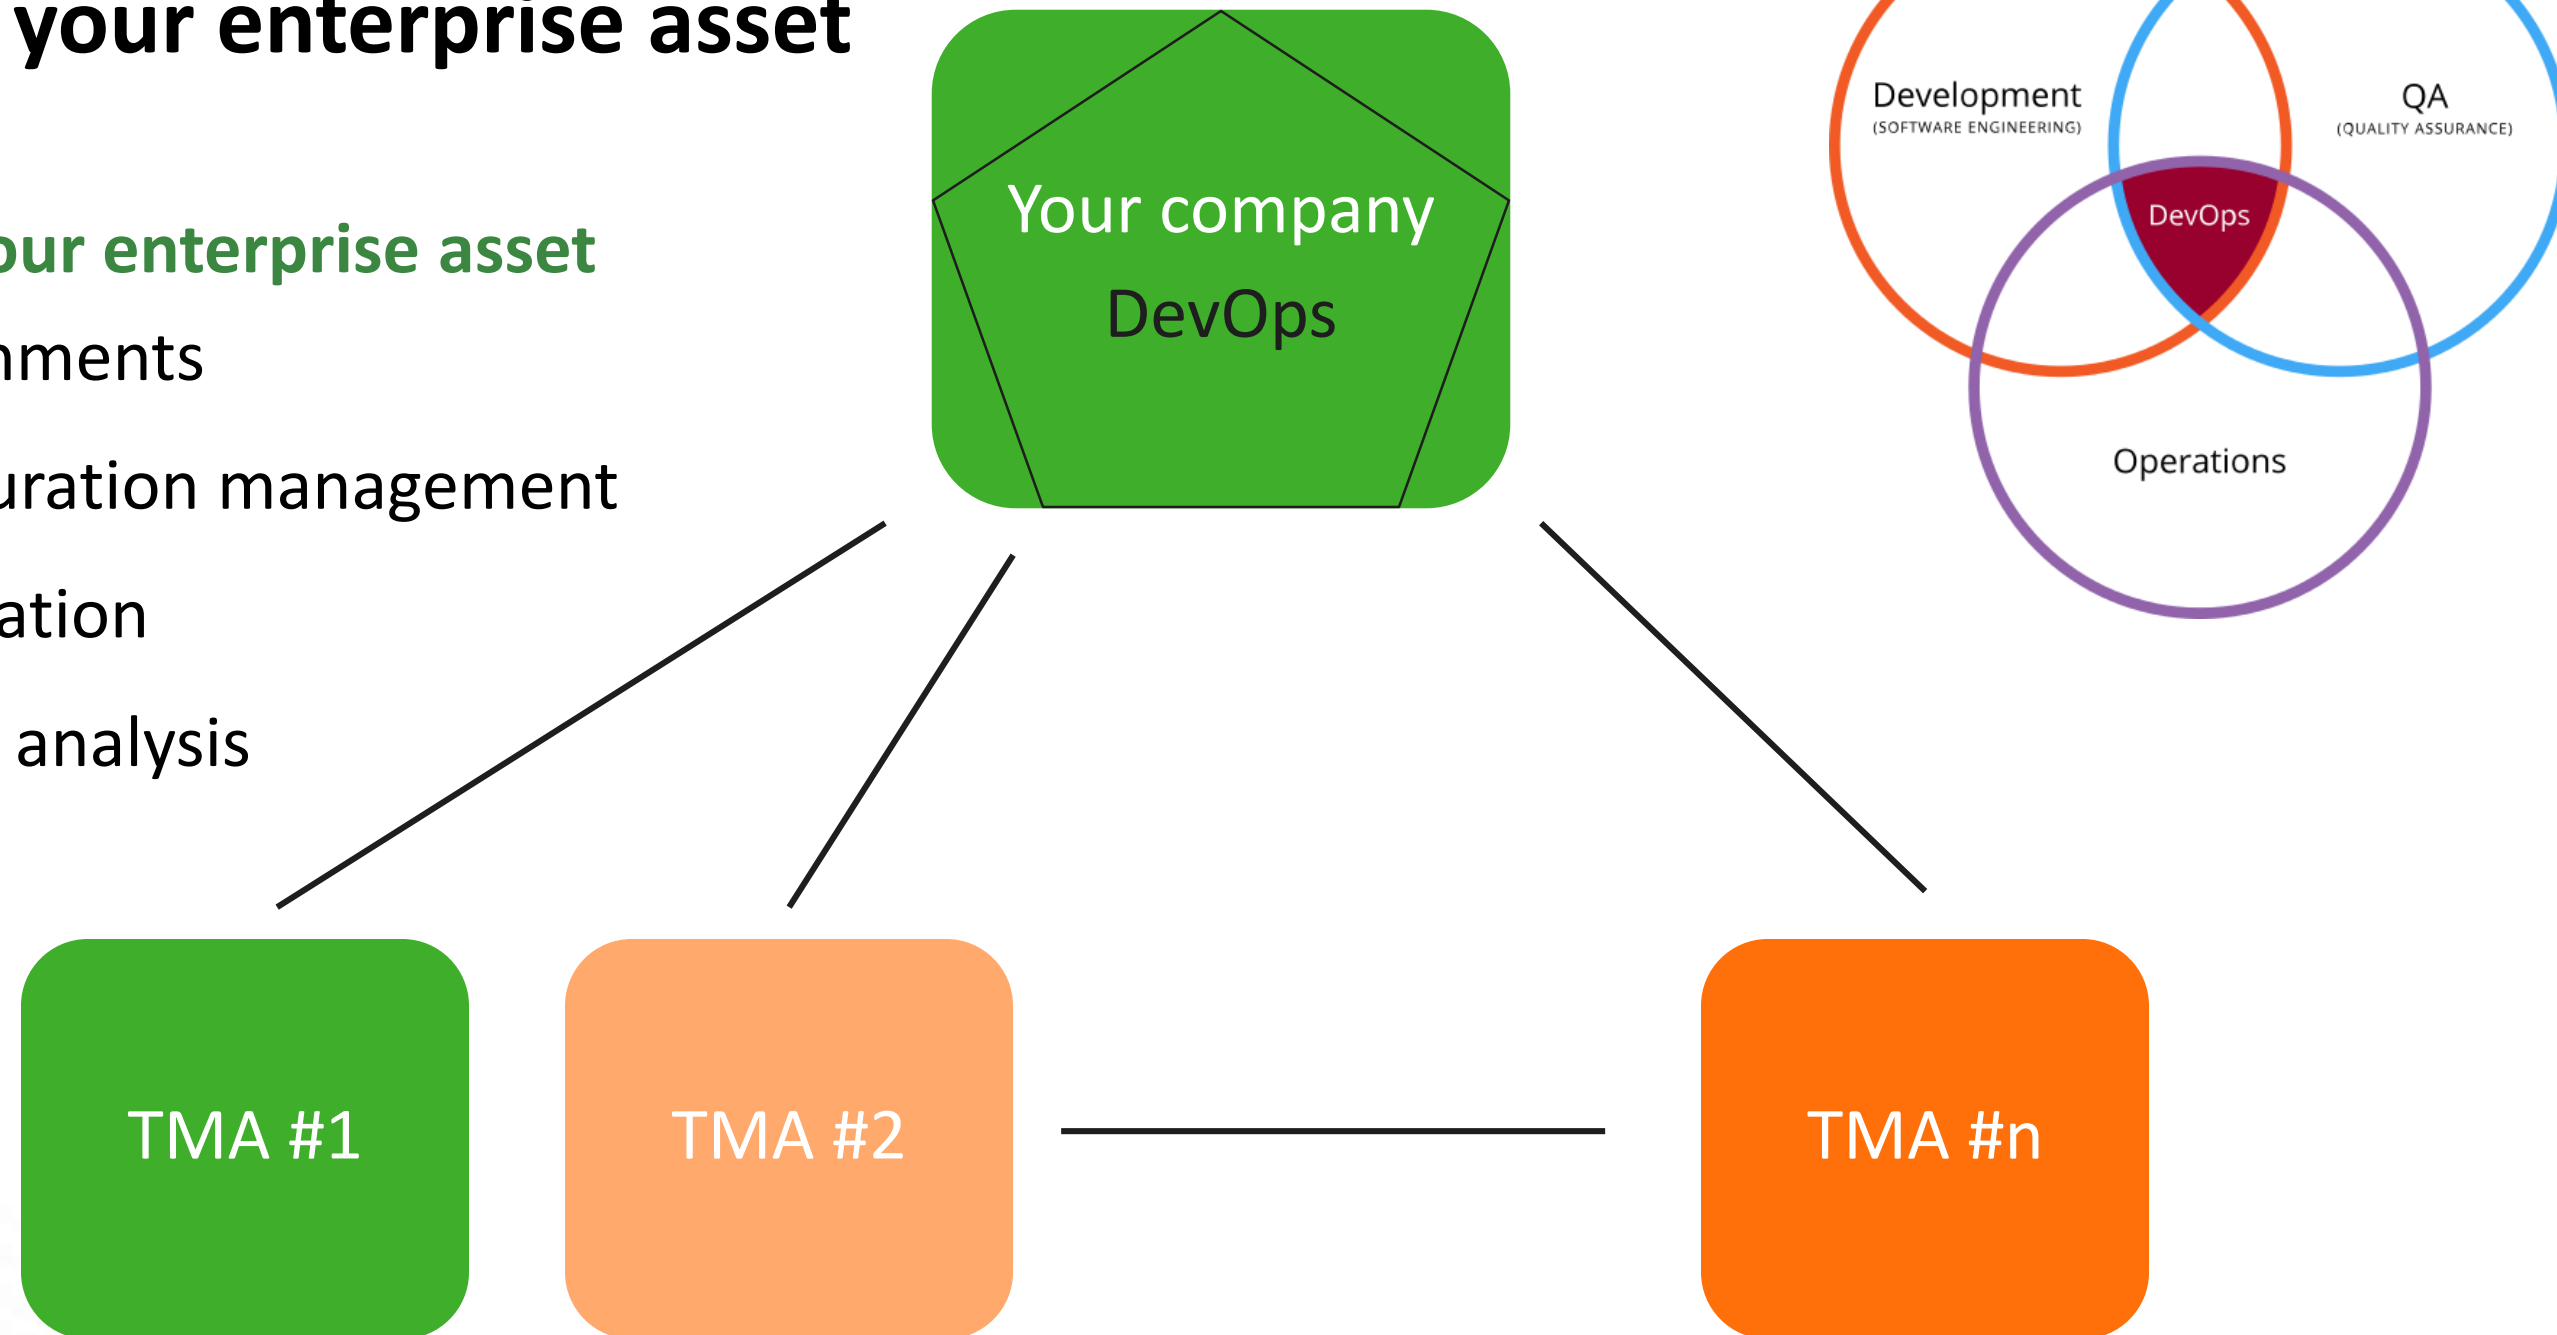 your enterprise asset
our enterprise asset
nments
uration management
ation
analysis
Your company
DevOps
Development
(SOFTWARE ENGINEERING)
QA
(QUALITY ASSURANCE)
DevOps
Operations
TMA #1
TMA #2
TMA #n